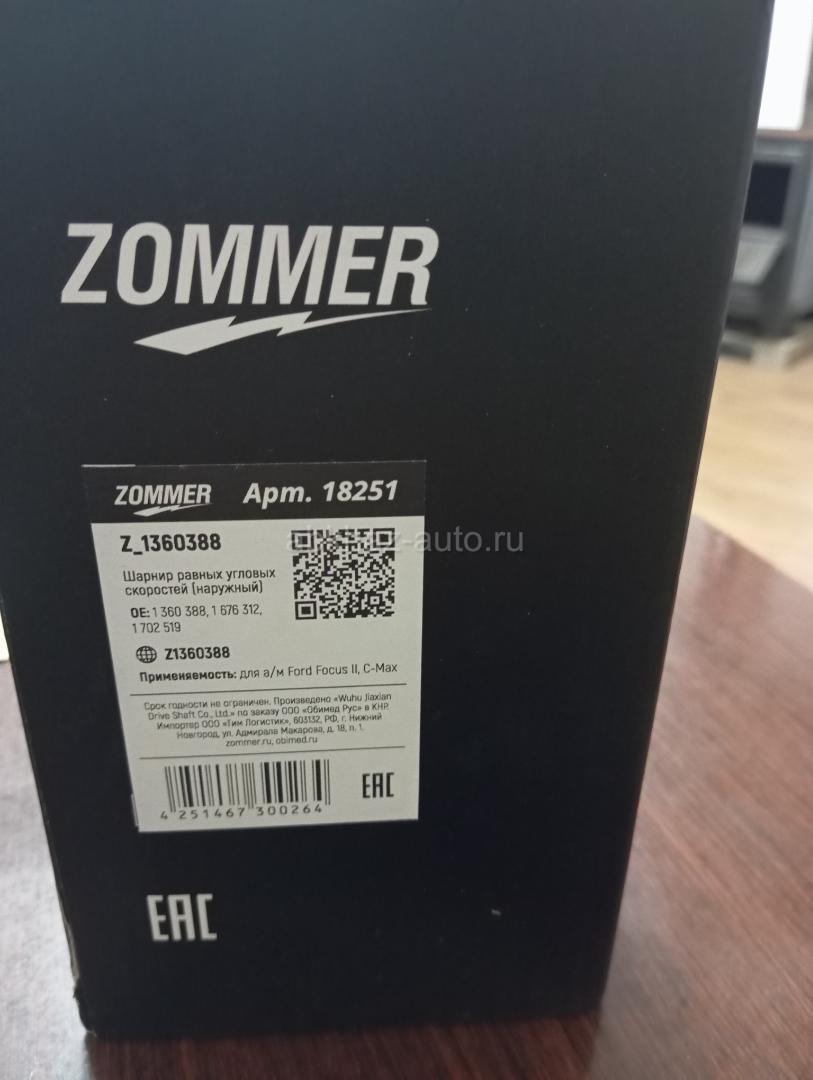 ZOMMER
ZOMMER Арт. 18251
Z_1360388
abkhaz-auto.ru
Шарнир равных угловых
скоростей (наружный)
OE: 1 360 388, 1 676 312,
1 702 519
Z1360388
Применяемость: для а/м Ford Focus II, C-Max
Срок годности не ограничен. Произведено «Wuhu Jiaxian
Drive Shaft Co., Ltd.» по заказу ООО «Обимед Рус» в КНР.
Импортер ООО «Тим Логистик», 603132, РФ, г. Нижний
Новгород, ул. Адмирала Макарова, д. 18, п. 1.
zommer.ru, obimed.ru
4 251467 300264
EAC
EAC